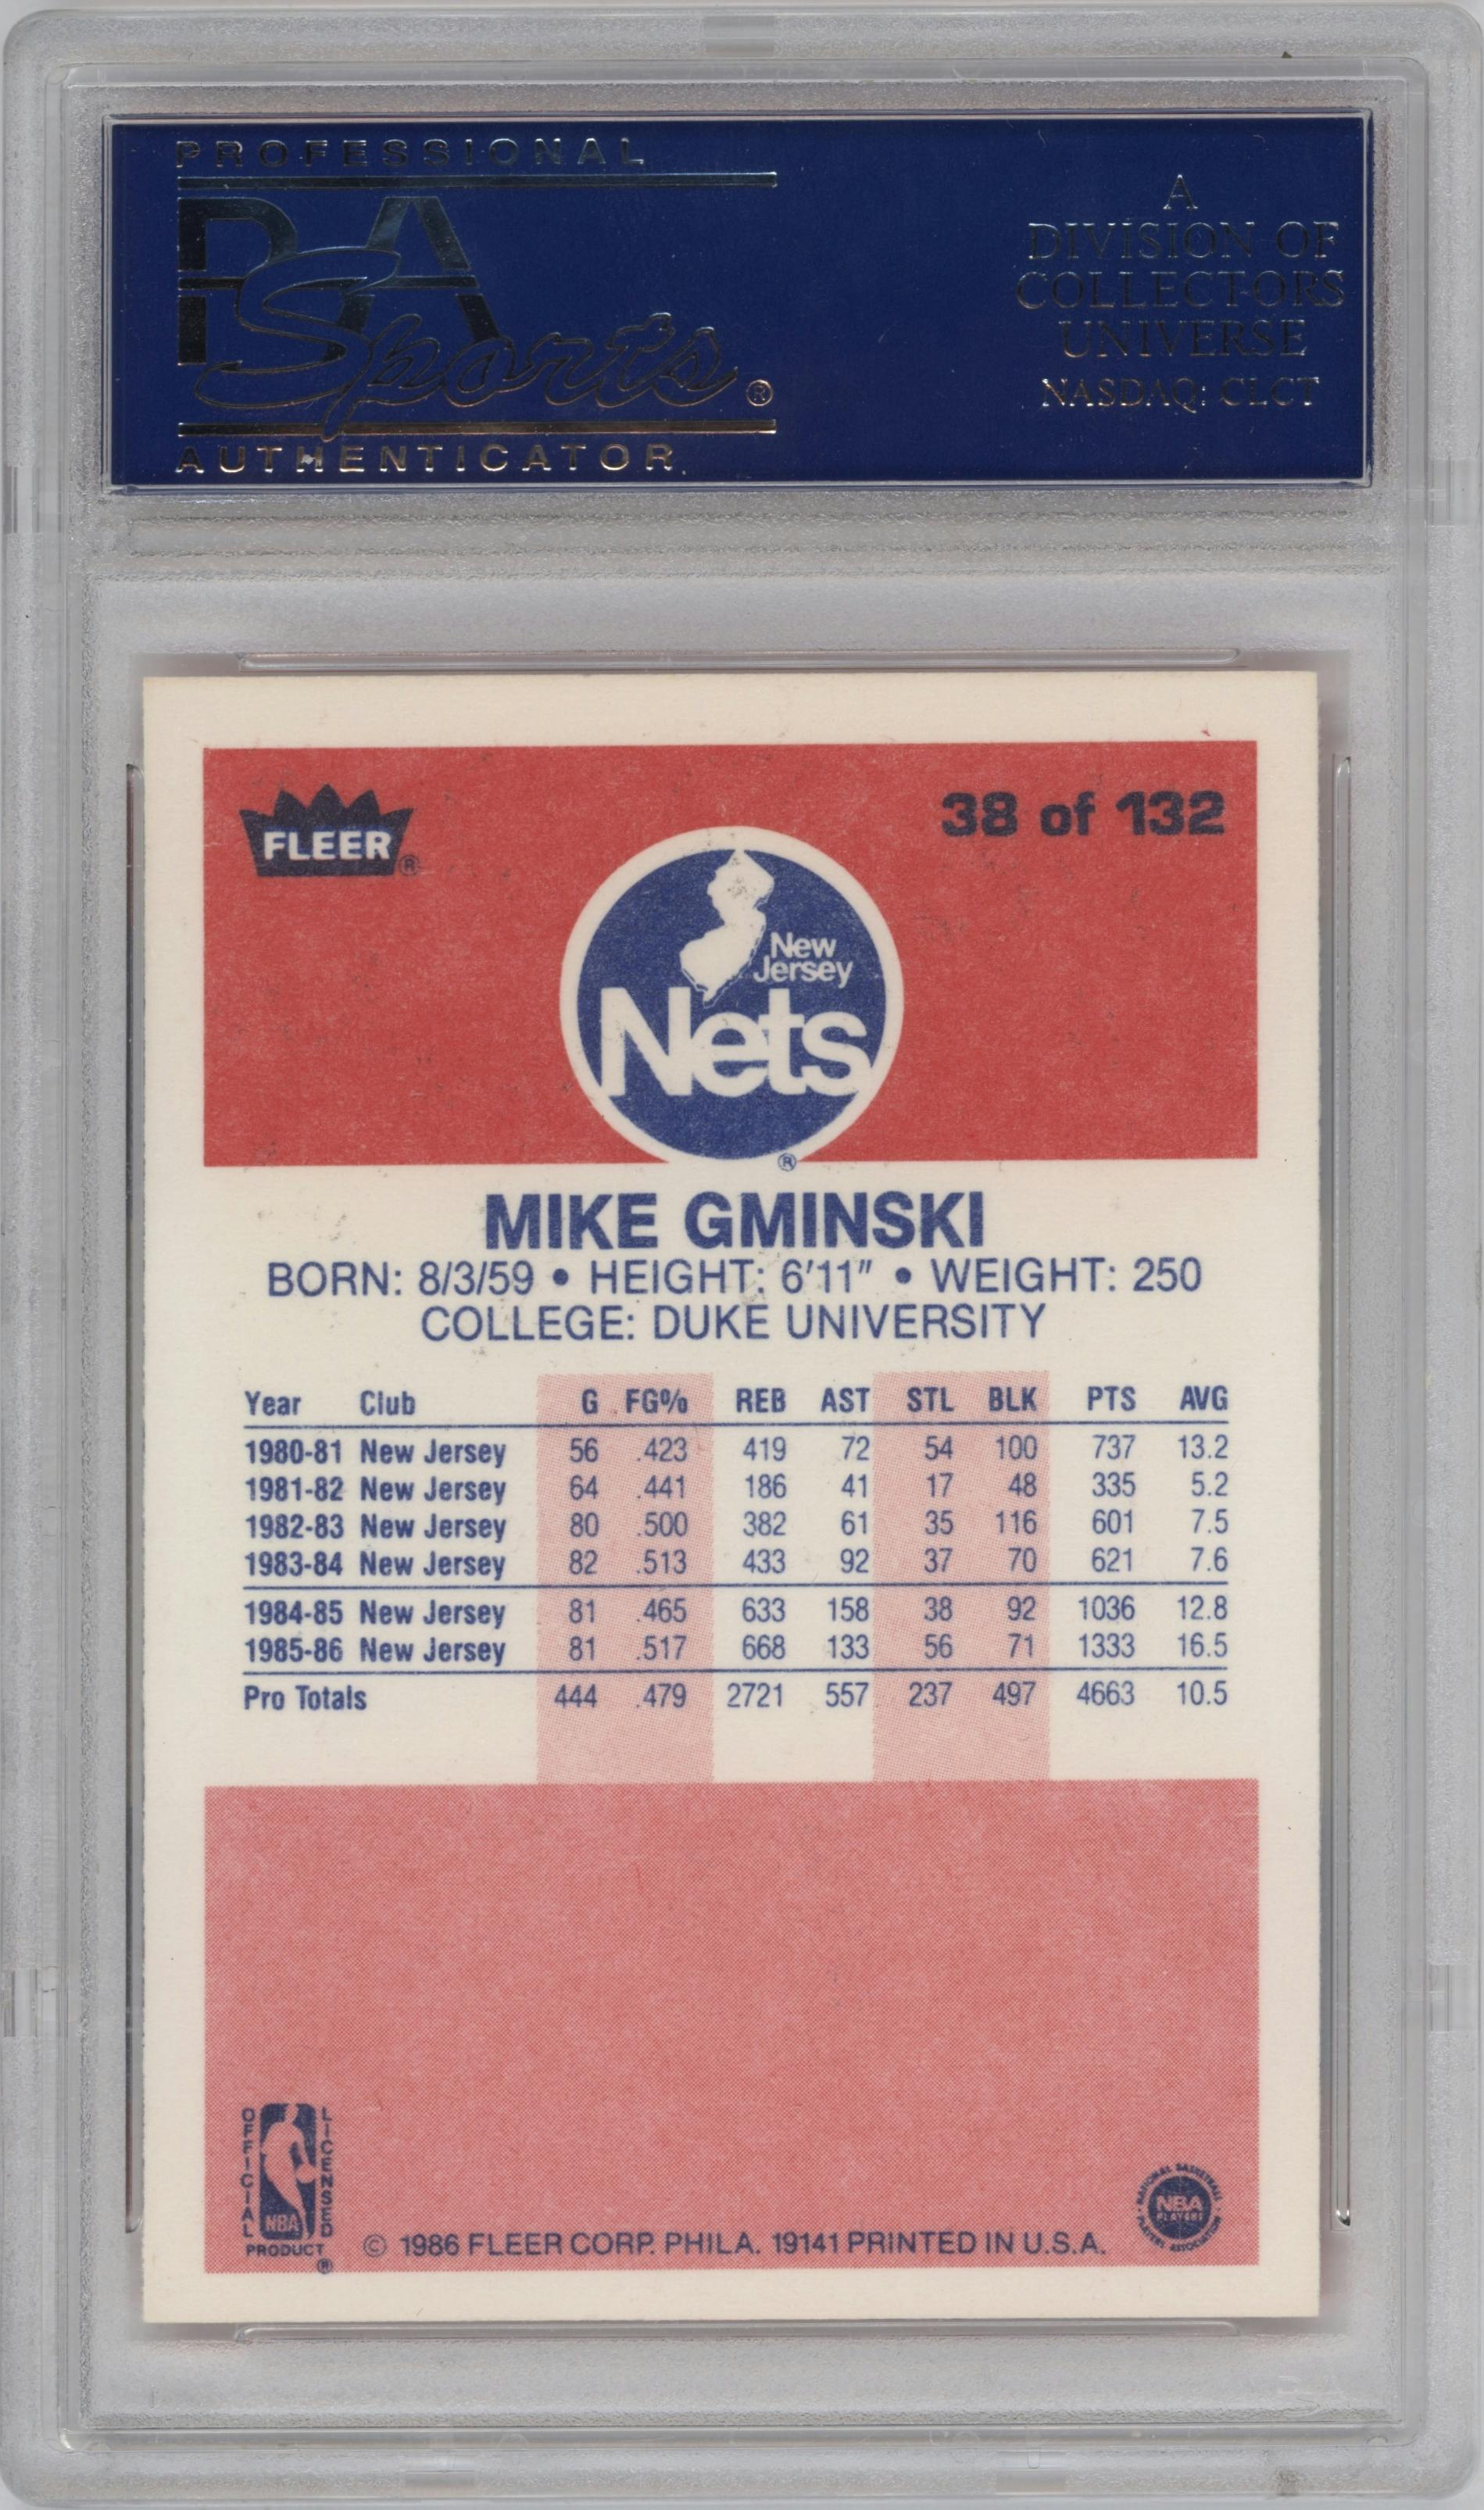 PROFESSIONAL
PSA
Sports®
AUTHENTICATOR
A
DIVISION OF
COLLECTORS
UNIVERSE
NASDAQ: CLCT
FLEER®
38 of 132
New
Jersey
Nets
®
MIKE GMINSKI
BORN: 8/3/59 • HEIGHT: 6'11" • WEIGHT: 250
COLLEGE: DUKE UNIVERSITY
Year Club G FG% REB AST STL BLK PTS AVG
1980-81 New Jersey 56 .423 419 72 54 100 737 13.2
1981-82 New Jersey 64 .441 186 41 17 48 335 5.2
1982-83 New Jersey 80 .500 382 61 35 116 601 7.5
1983-84 New Jersey 82 .513 433 92 37 70 621 7.6
1984-85 New Jersey 81 .465 633 158 38 92 1036 12.8
1985-86 New Jersey 81 .517 668 133 56 71 1333 16.5
Pro Totals 444 .479 2721 557 237 497 4663 10.5
OFFICIAL
LICENSED
NBA
PRODUCT
®
© 1986 FLEER CORP. PHILA. 19141 PRINTED IN U.S.A.
NATIONAL BASKETBALL
NBA
PLAYERS
PLAYERS ASSOCIATION